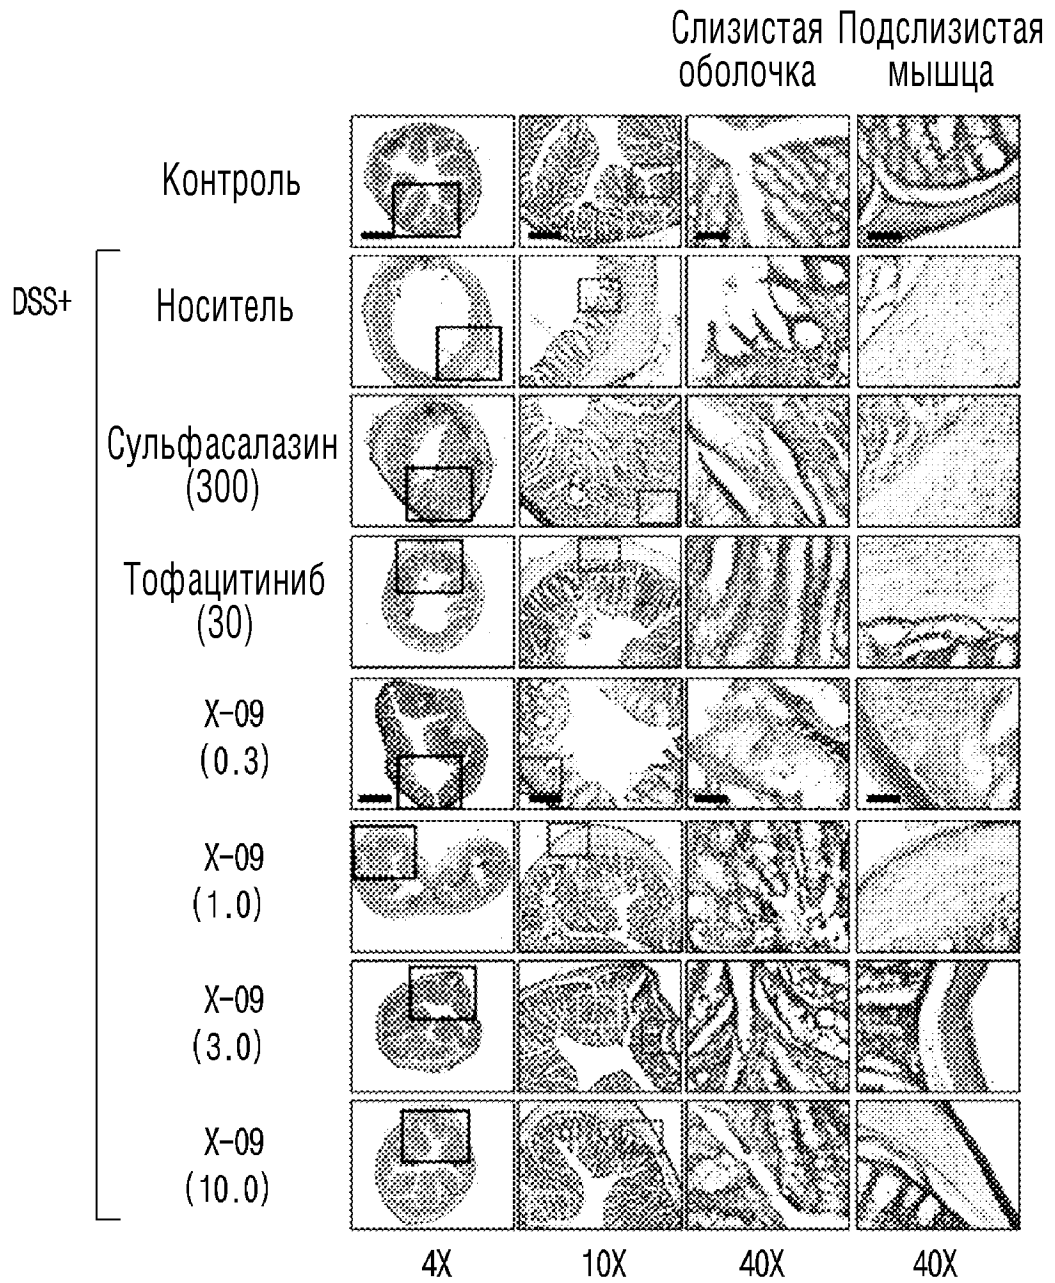 Слизистая Подслизистая
оболочка мышца
Контроль
DSS+
Носитель
Сульфасалазин
(300)
Тофацитиниб
(30)
X-09
(0.3)
X-09
(1.0)
X-09
(3.0)
X-09
(10.0)
4X 10X 40X 40X